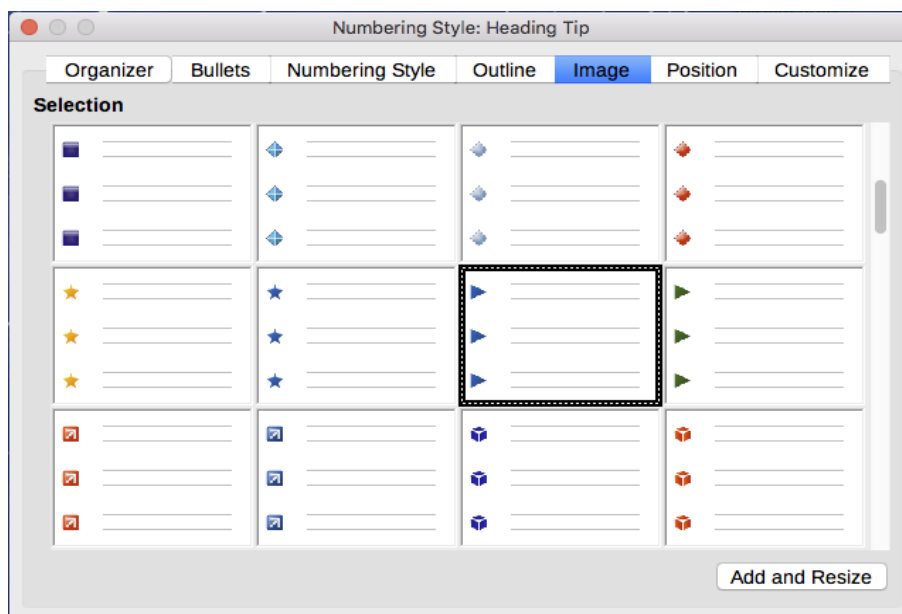 Numbering Style: Heading Tip
Organizer Bullets Numbering Style Outline Image Position Customize
Selection
Add and Resize